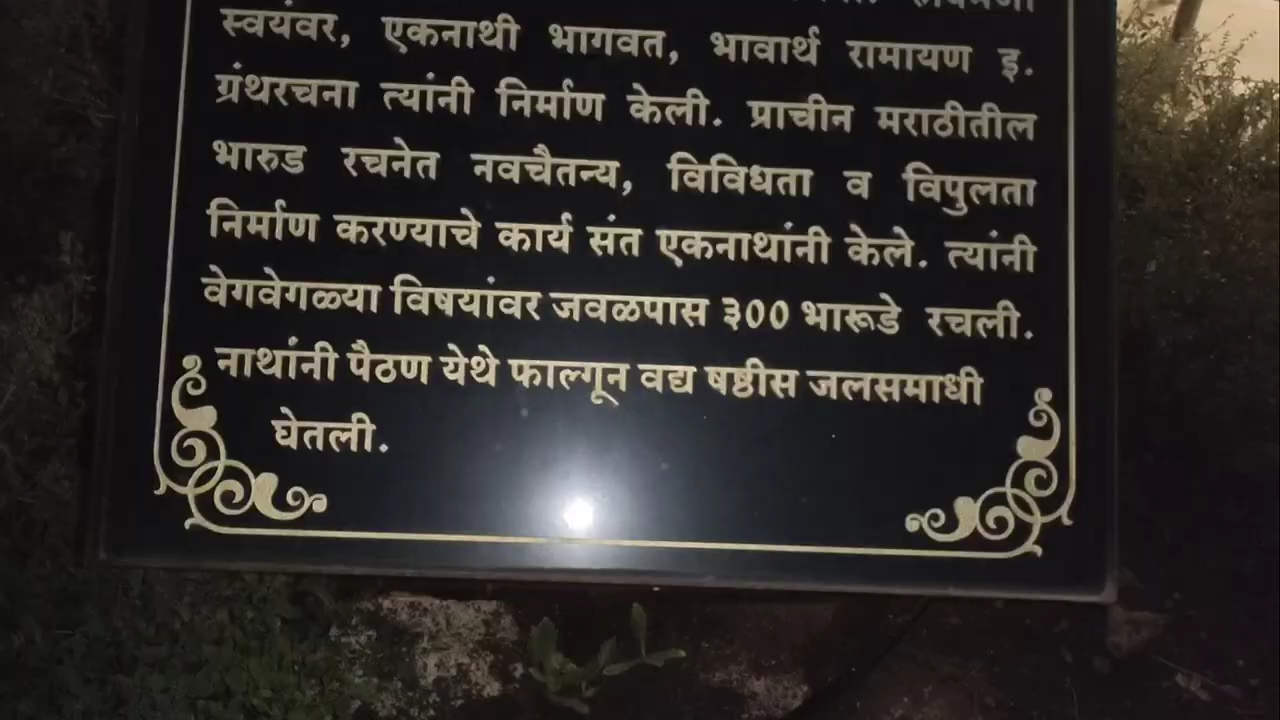 स्वयंवर, एकनाथी भागवत, भावार्थ रामायण इ.
ग्रंथरचना त्यांनी निर्माण केली. प्राचीन मराठीतील
भारुड रचनेत नवचैतन्य, विविधता व विपुलता
निर्माण करण्याचे कार्य संत एकनाथांनी केले. त्यांनी
वेगवेगळ्या विषयांवर जवळपास ३०० भारूडे रचली.
नाथांनी पैठण येथे फाल्गून वद्य षष्ठीस जलसमाधी
घेतली.